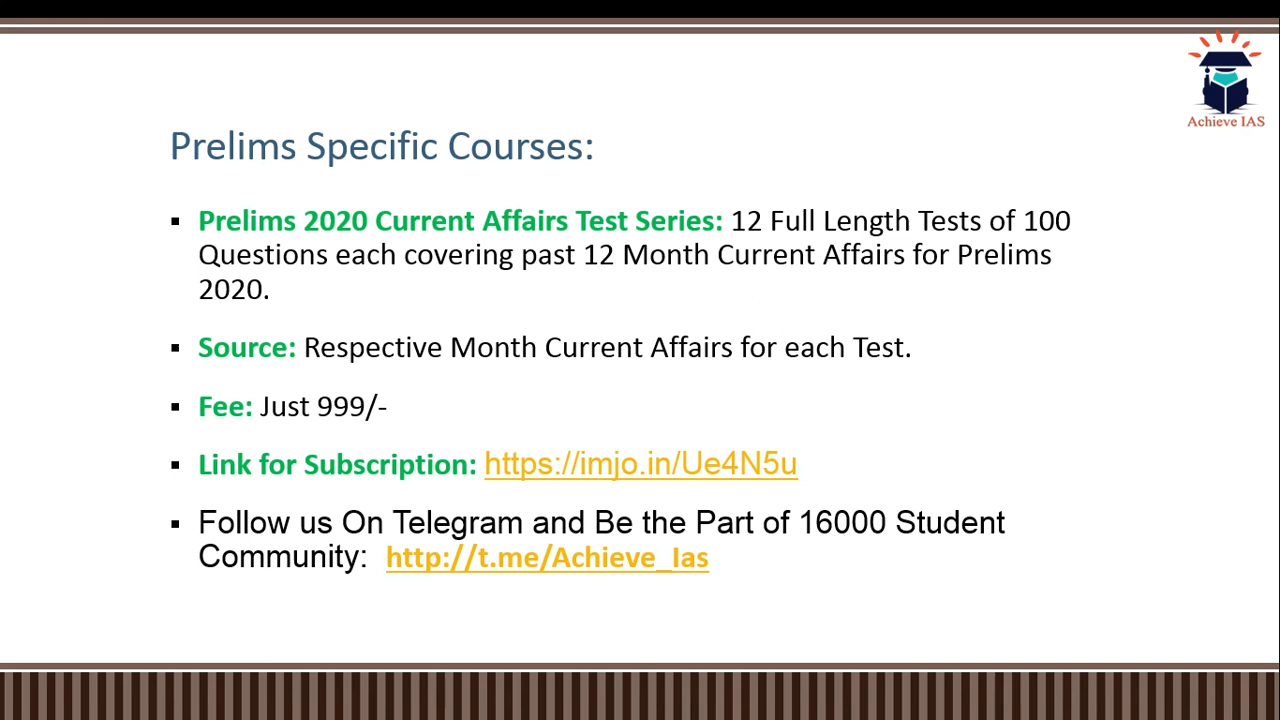 Achieve IAS
Prelims Specific Courses:
▪ Prelims 2020 Current Affairs Test Series: 12 Full Length Tests of 100
Questions each covering past 12 Month Current Affairs for Prelims
2020.
▪ Source: Respective Month Current Affairs for each Test.
▪ Fee: Just 999/-
▪ Link for Subscription: https://imjo.in/Ue4N5u
▪ Follow us On Telegram and Be the Part of 16000 Student
Community: http://t.me/Achieve_Ias